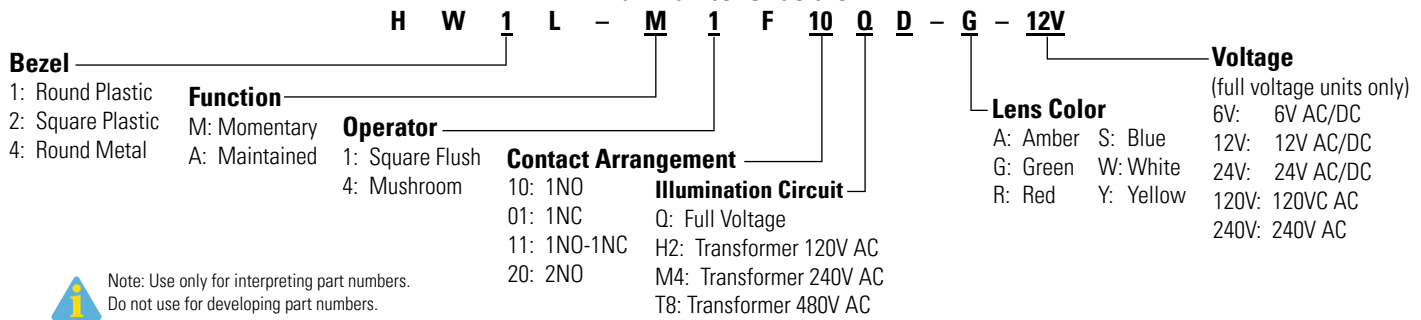 H W 1 L – M 1 F 10 Q D – G – 12V
Bezel
1: Round Plastic
2: Square Plastic
4: Round Metal
Function
M: Momentary
A: Maintained
Operator
1: Square Flush
4: Mushroom
Contact Arrangement
10: 1NO
01: 1NC
11: 1NO-1NC
20: 2NO
Illumination Circuit
Q: Full Voltage
H2: Transformer 120V AC
M4: Transformer 240V AC
T8: Transformer 480V AC
Lens Color
A: Amber S: Blue
G: Green W: White
R: Red Y: Yellow
Voltage
(full voltage units only)
6V: 6V AC/DC
12V: 12V AC/DC
24V: 24V AC/DC
120V: 120VC AC
240V: 240V AC
i
Note: Use only for interpreting part numbers.
Do not use for developing part numbers.